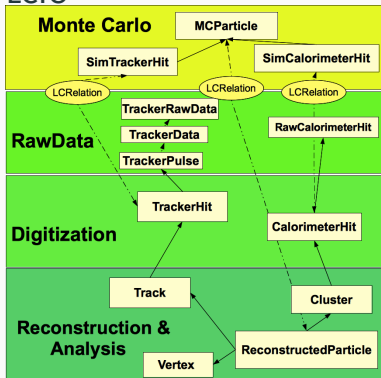 LCIO
Monte Carlo
MCParticle
SimTrackerHit
SimCalorimeterHit
LCRelation
LCRelation
LCRelation
TrackerRawData
RawData
TrackerData
RawCalorimeterHit
TrackerPulse
TrackerHit
Digitization
CalorimeterHit
Track
Cluster
Reconstruction &
Analysis
ReconstructedParticle
Vertex